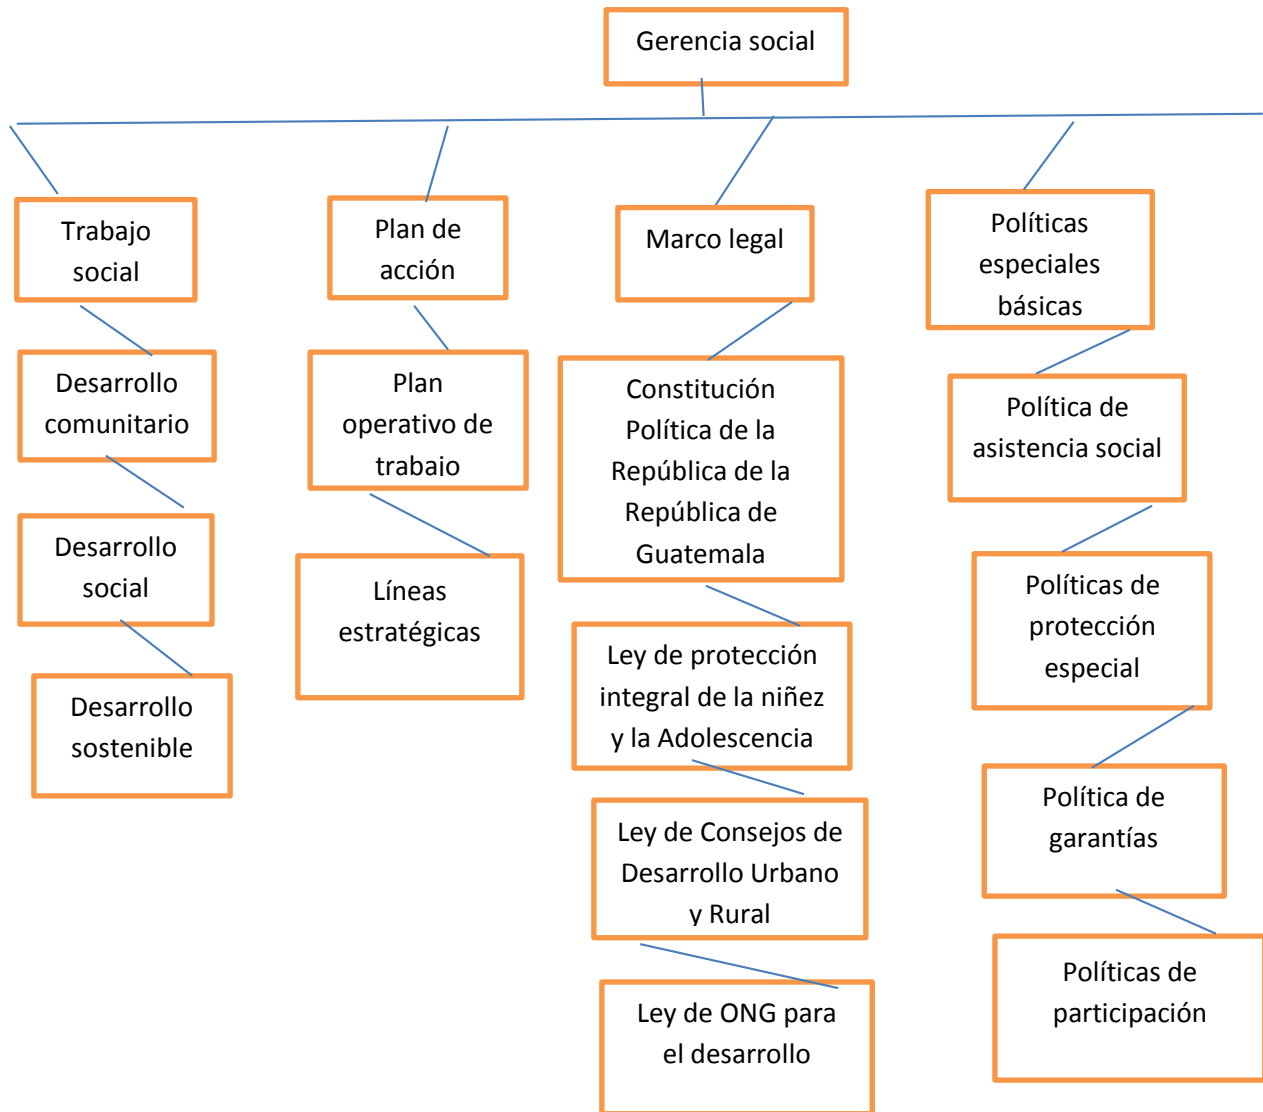 Gerencia social
Trabajo
social
Desarrollo
comunitario
Desarrollo
social
Desarrollo
sostenible
Plan de
acción
Plan
operativo de
trabajo
Líneas
estratégicas
Marco legal
Constitución
Política de la
República de la
República de
Guatemala
Ley de protección
integral de la niñez
y la Adolescencia
Ley de Consejos de
Desarrollo Urbano
y Rural
Ley de ONG para
el desarrollo
Políticas
especiales
básicas
Política de
asistencia social
Políticas de
protección
especial
Política de
garantías
Políticas de
participación